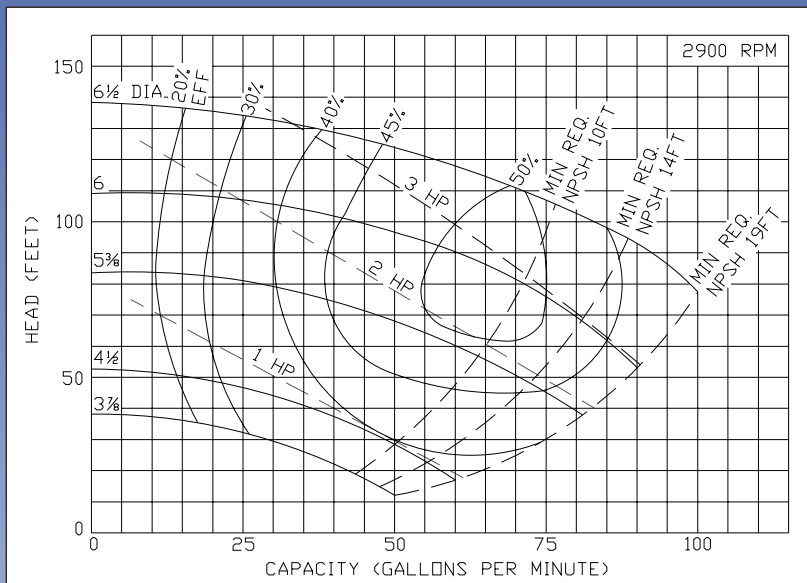 2900 RPM
150
100
50
0
HEAD (FEET)
6½ DIA.
6
5⅜
4½
3⅞
20% EFF
30%
40%
45%
50%
3 HP
2 HP
1 HP
MIN REQ.
NPSH 10FT
MIN REQ.
NPSH 14FT
MIN REQ.
NPSH 19FT
0 25 50 75 100
CAPACITY (GALLONS PER MINUTE)